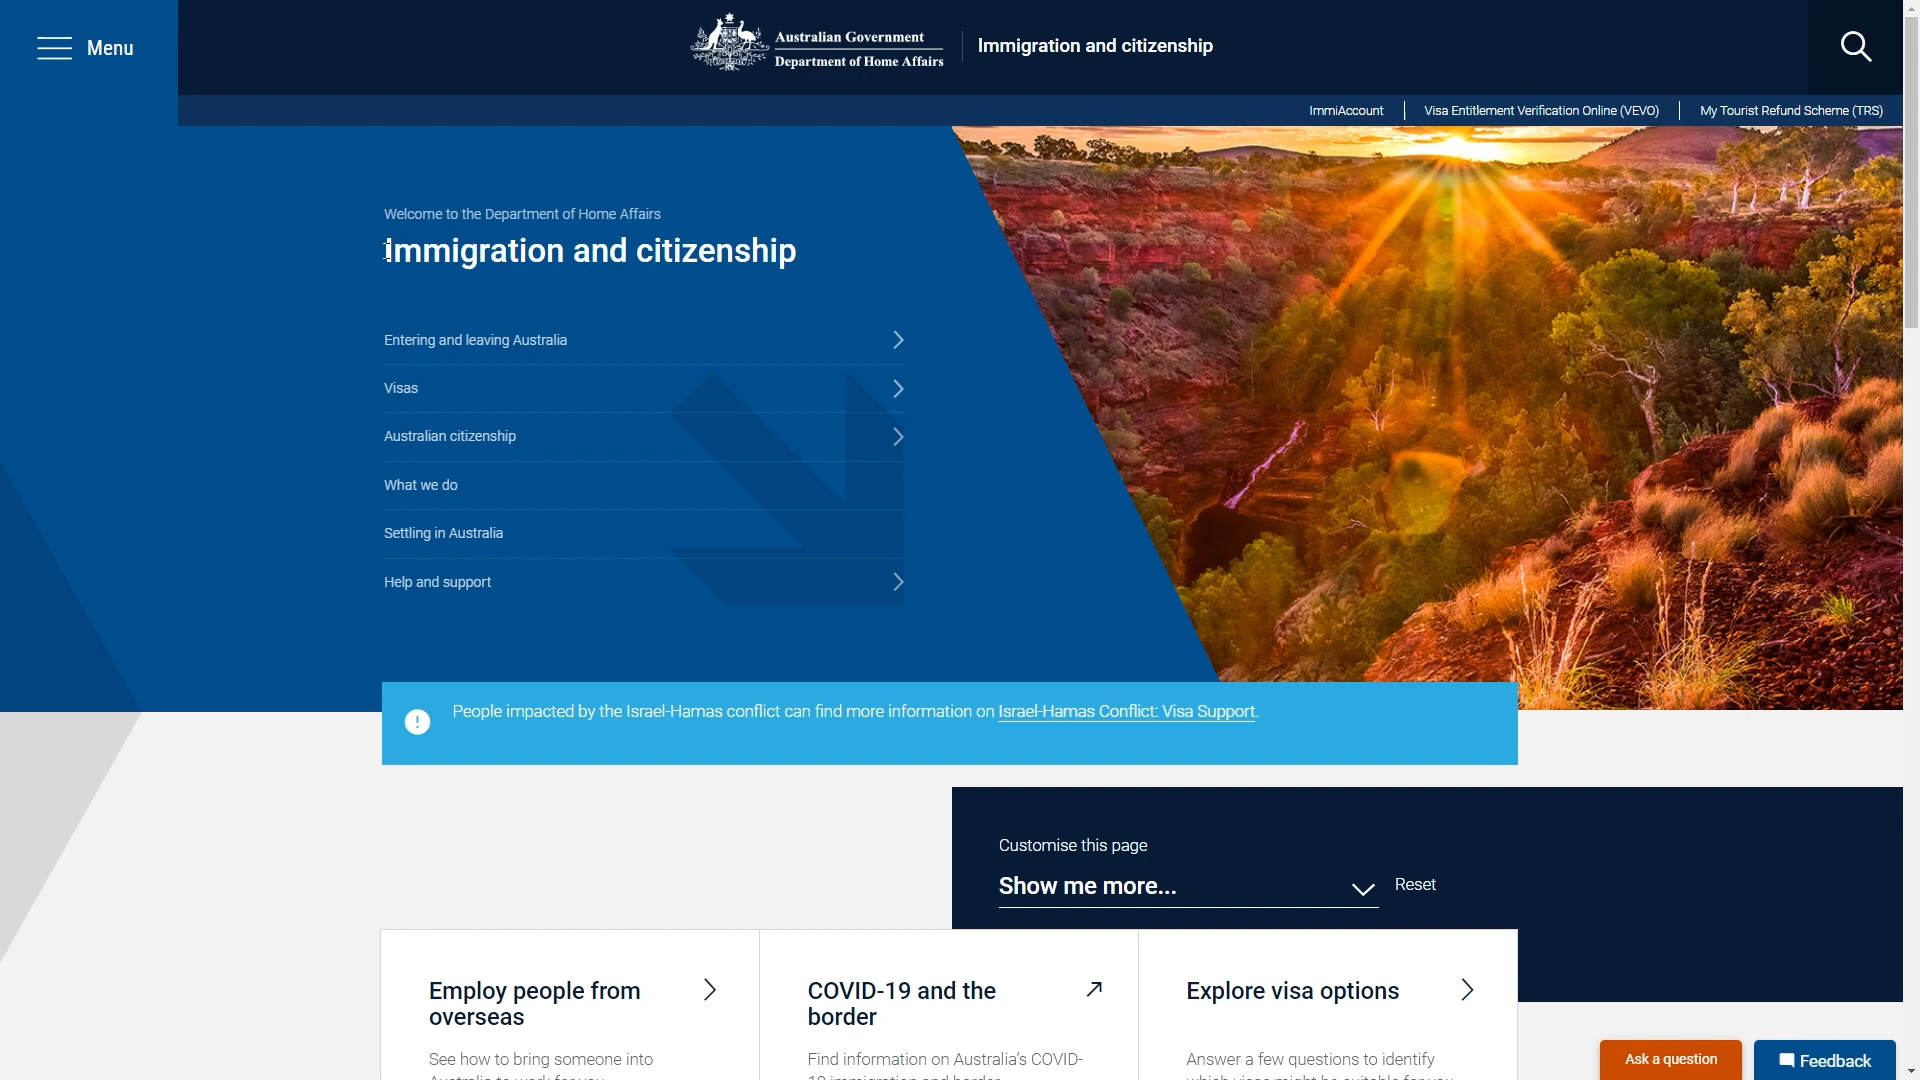 Menu
Australian Government
Department of Home Affairs
Immigration and citizenship
ImmiAccount
Visa Entitlement Verification Online (VEVO)
My Tourist Refund Scheme (TRS)
Welcome to the Department of Home Affairs
Immigration and citizenship
Entering and leaving Australia
Visas
Australian citizenship
What we do
Settling in Australia
Help and support
People impacted by the Israel-Hamas conflict can find more information on Israel-Hamas Conflict: Visa Support.
Customise this page
Show me more...
Reset
Employ people from
overseas
See how to bring someone into
COVID-19 and the
border
Find information on Australia's COVID-
Explore visa options
Answer a few questions to identify
Ask a question
Feedback